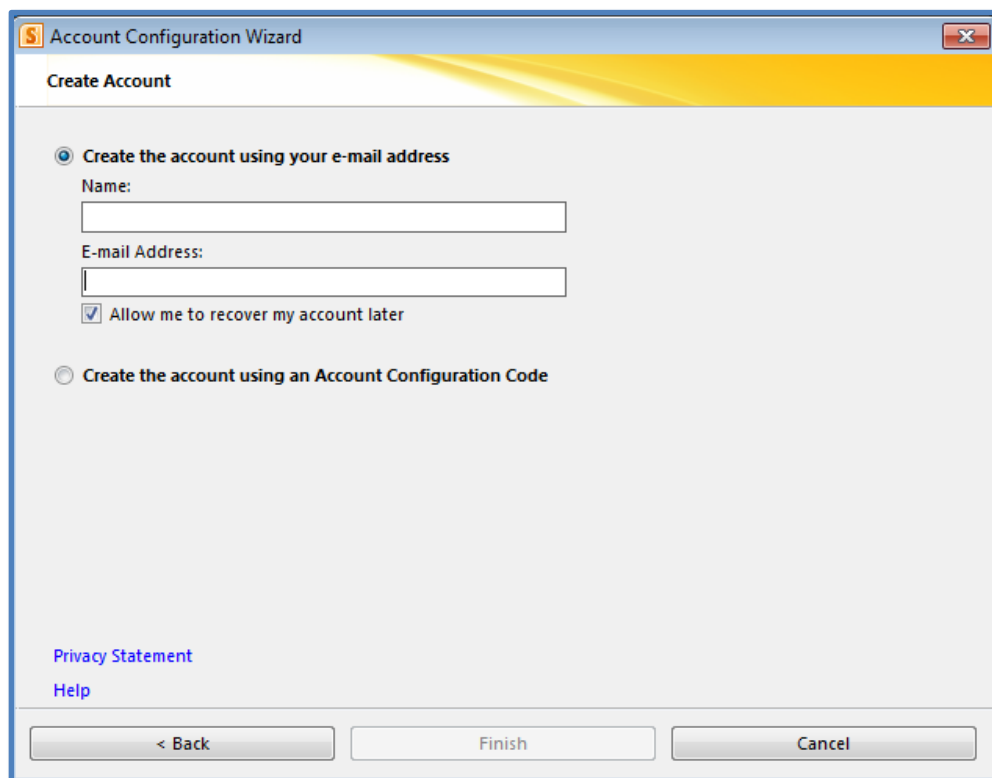 Account Configuration Wizard
Create Account
Create the account using your e-mail address
Name:
E-mail Address:
Allow me to recover my account later
Create the account using an Account Configuration Code
Privacy Statement
Help
< Back
Finish
Cancel